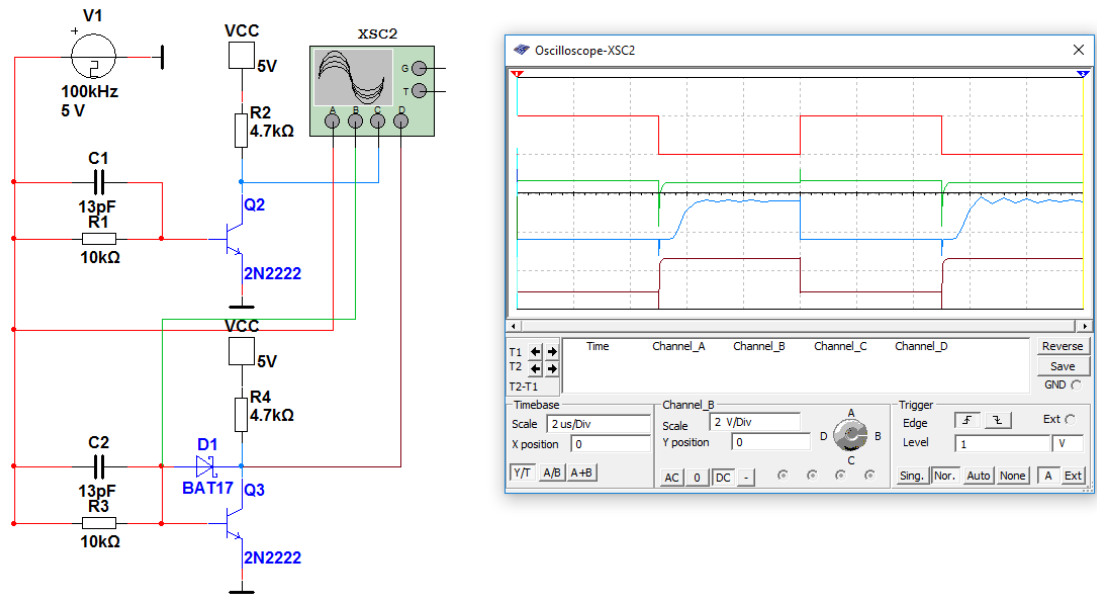 V1
+
100kHz
5 V
VCC
5V
R2
4.7kΩ
XSC2
G
T
A B C D
C1
13pF
R1
10kΩ
Q2
2N2222
VCC
5V
R4
4.7kΩ
C2
13pF
R3
10kΩ
D1
BAT17
Q3
2N2222
Oscilloscope-XSC2
Time Channel_A Channel_B Channel_C Channel_D
T1
T2
T2-T1
Reverse
Save
GND
Timebase
Scale 2 us/Div
X position 0
Y/T A/B A+B
Channel_B
Scale 2 V/Div
Y position 0
AC 0 DC -
A
D B
C
Trigger
Edge Ext
Level 1 V
Sing. Nor. Auto None A Ext